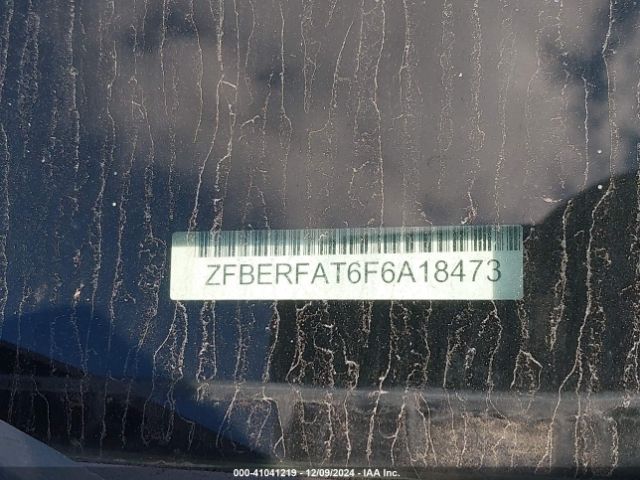 ZFBERFAT6F6A18473
000-41041219 - 12/09/2024 - IAA Inc.